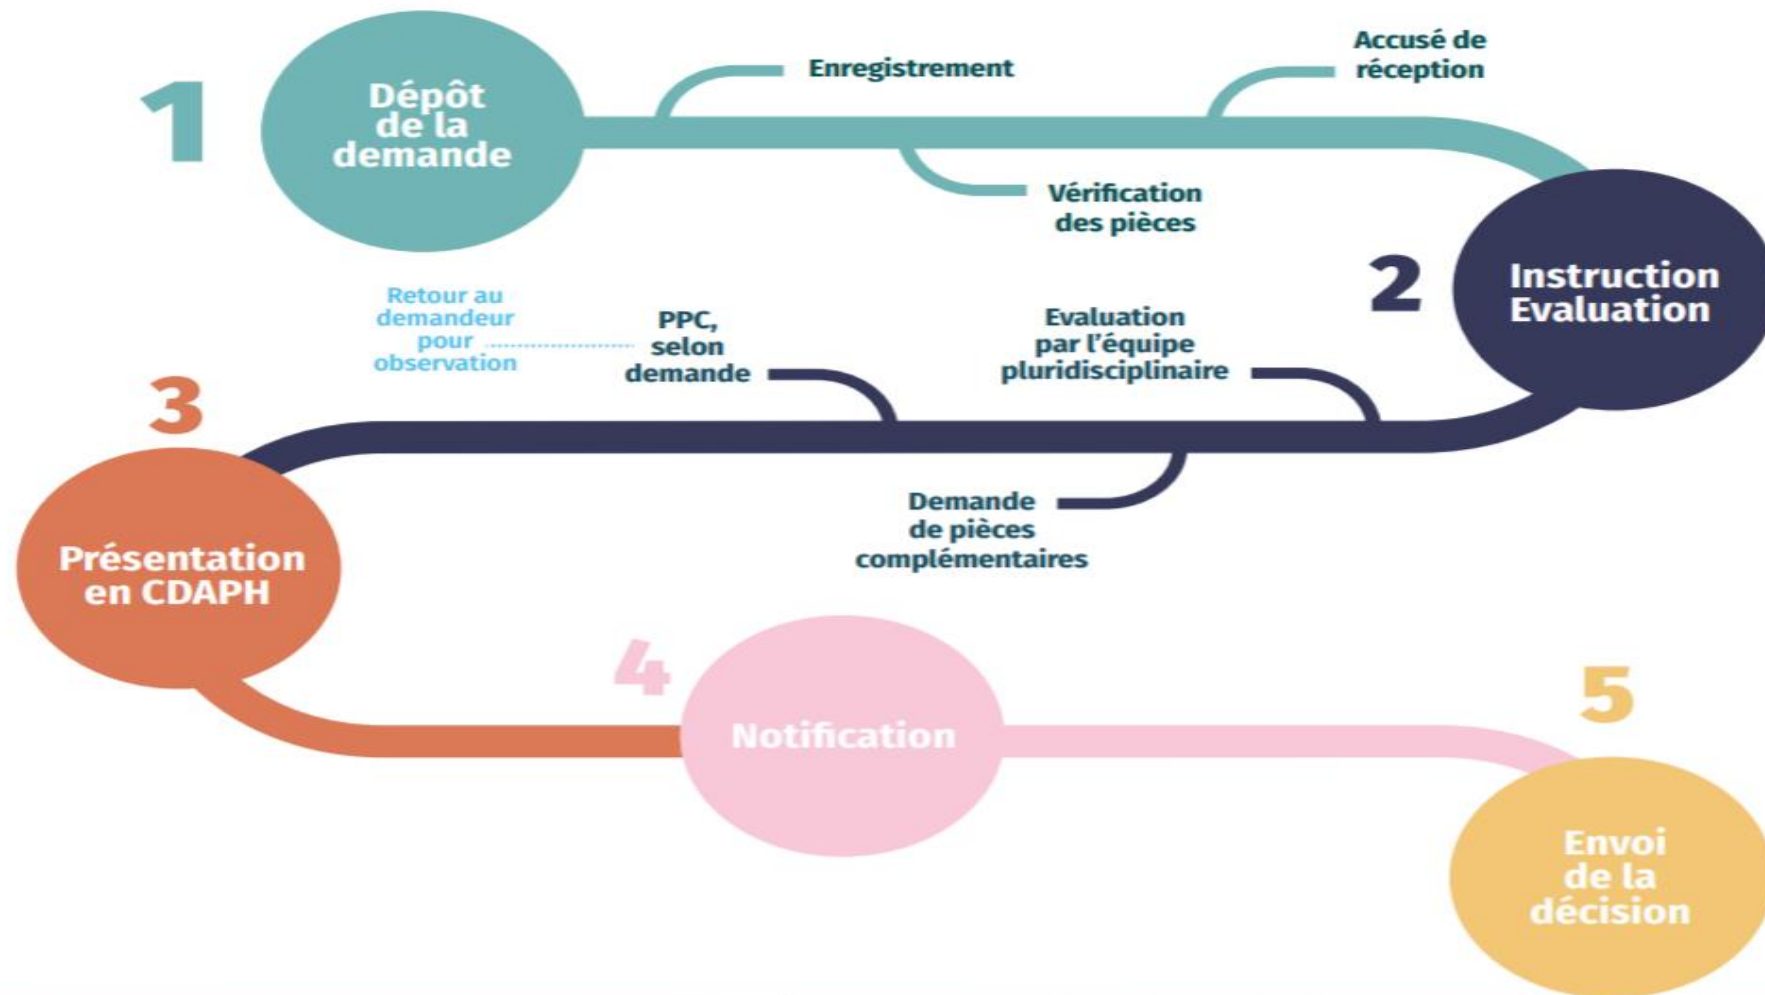 1
Dépôt
de la
demande
Enregistrement
Vérification
des pièces
Accusé de
réception
2
Instruction
Evaluation
Evaluation
par l'équipe
pluridisciplinaire
Demande
de pièces
complémentaires
PPC,
selon
demande
Retour au
demandeur
pour
observation
3
Présentation
en CDAPH
4
Notification
5
Envoi
de la
décision